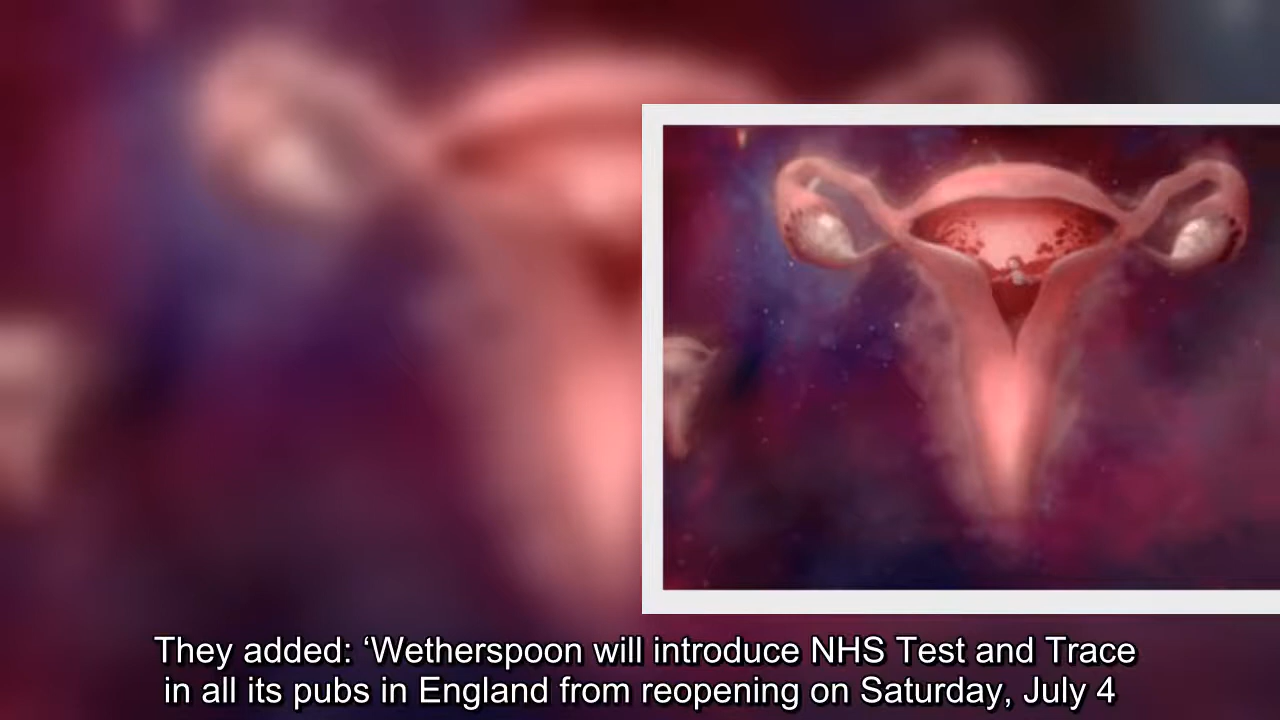 They added: ‘Wetherspoon will introduce NHS Test and Trace
in all its pubs in England from reopening on Saturday, July 4